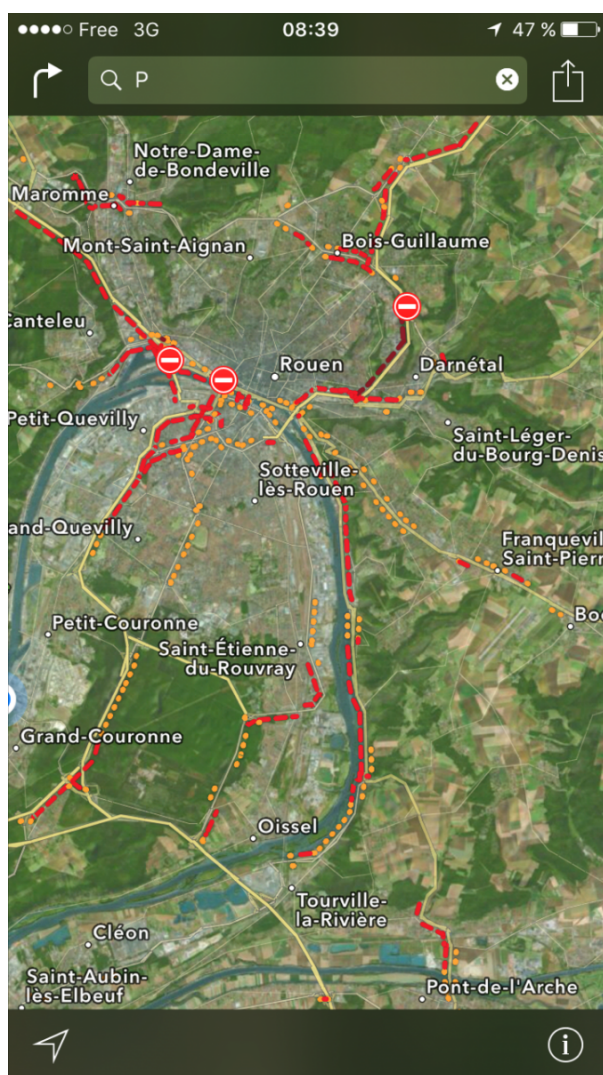 Free 3G 08:39 47 %
P
Notre-Dame-
de-Bondeville
Maromme
Mont-Saint-Aignan
Bois-Guillaume
Canteleu
Rouen
Darnétal
Petit-Quevilly
Saint-Léger-
du-Bourg-Denis
Sotteville-
lès-Rouen
and-Quevilly
Franquevil
Saint-Pierr
Petit-Couronne
Boo
Saint-Étienne-
du-Rouvray
Grand-Couronne
Oissel
Tourville-
la-Rivière
Cléon
Saint-Aubin-
lès-Elbeuf
Pont-de-l'Arche
i